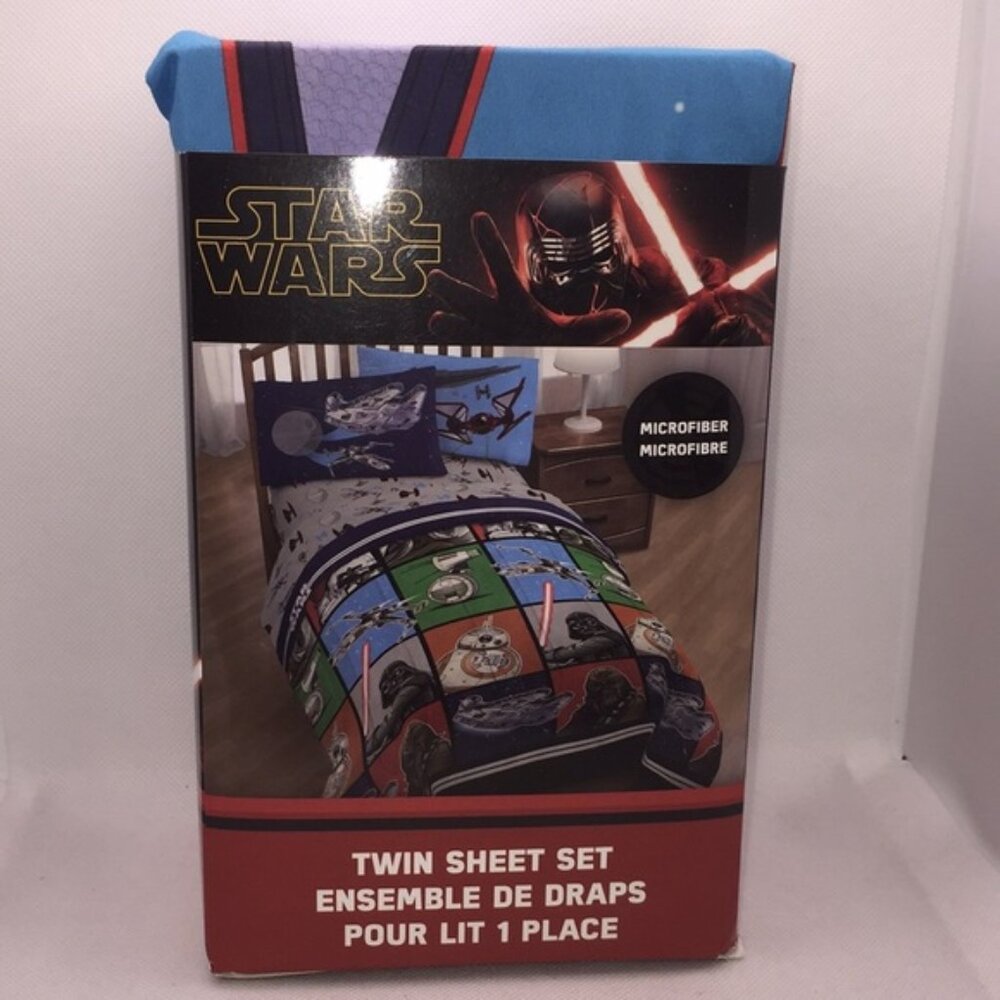 STAR
WARS
MICROFIBER
MICROFIBRE
TWIN SHEET SET
ENSEMBLE DE DRAPS
POUR LIT 1 PLACE